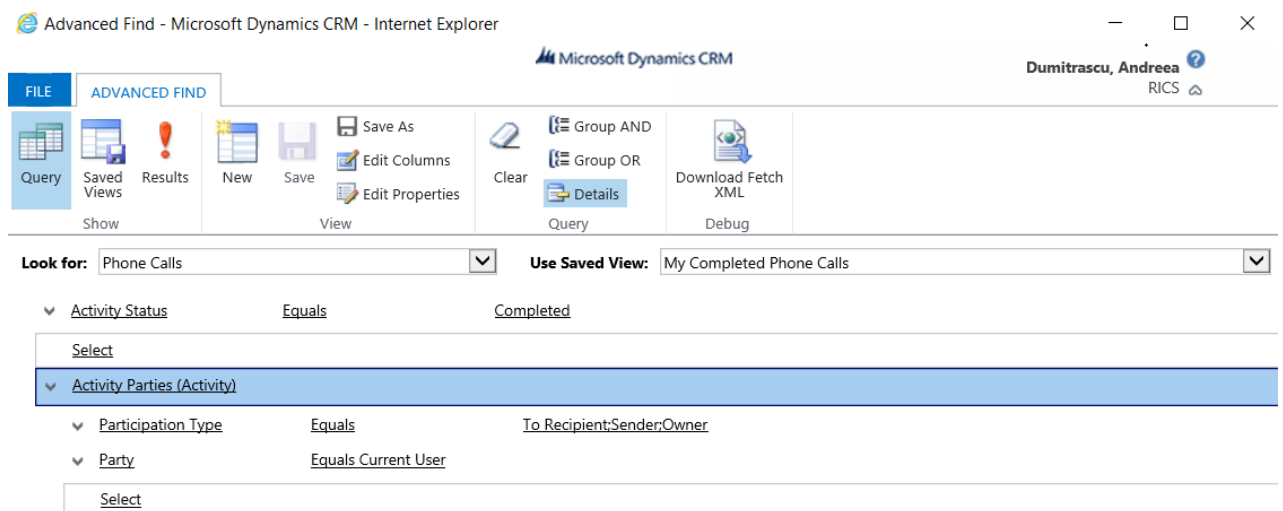 Advanced Find - Microsoft Dynamics CRM - Internet Explorer
Microsoft Dynamics CRM
Dumitrascu, Andreea
RICS
FILE
ADVANCED FIND
Query
Saved Views
Results
New
Save
Save As
Edit Columns
Edit Properties
Clear
Group AND
Group OR
Details
Download Fetch XML
Show
View
Query
Debug
Look for: Phone Calls
Use Saved View: My Completed Phone Calls
Activity Status Equals Completed
Select
Activity Parties (Activity)
Participation Type Equals To Recipient;Sender;Owner
Party Equals Current User
Select